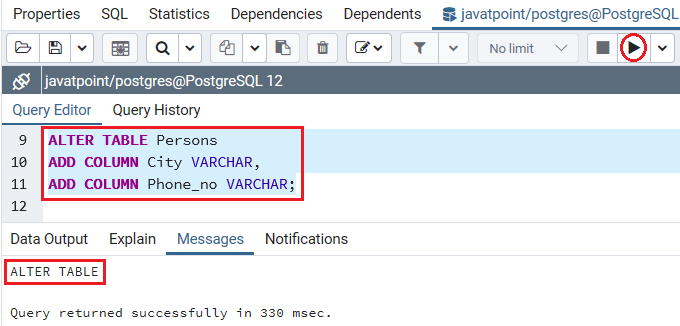 Properties SQL Statistics Dependencies Dependents javatpoint/postgres@PostgreSQL
No limit
javatpoint/postgres@PostgreSQL 12
Query Editor Query History
9 ALTER TABLE Persons
10 ADD COLUMN City VARCHAR,
11 ADD COLUMN Phone_no VARCHAR;
12
Data Output Explain Messages Notifications
ALTER TABLE
Query returned successfully in 330 msec.